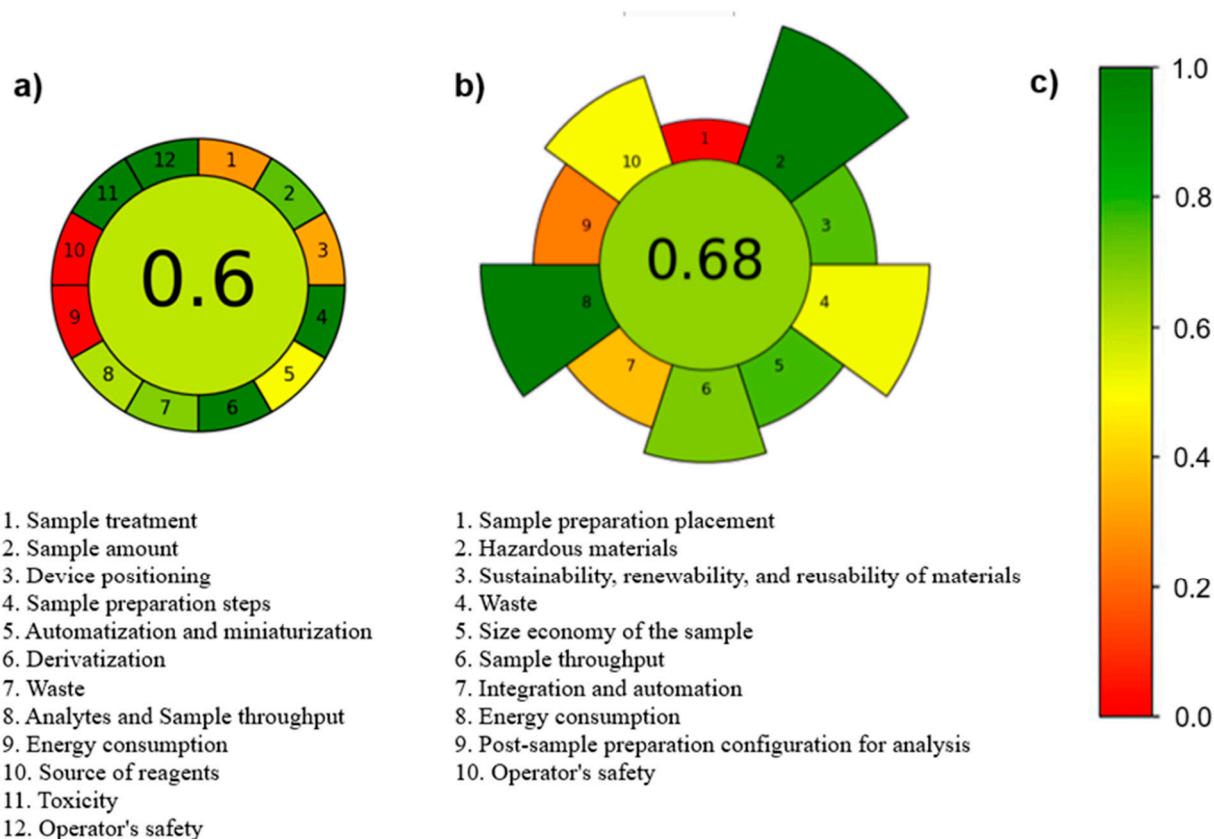 a)
12
1
11
2
10
3
0.6
9
4
8
5
7
6
b)
1
10
2
9
3
0.68
8
4
7
5
6
c)
1.0
0.8
0.6
0.4
0.2
0.0
1. Sample treatment
2. Sample amount
3. Device positioning
4. Sample preparation steps
5. Automatization and miniaturization
6. Derivatization
7. Waste
8. Analytes and Sample throughput
9. Energy consumption
10. Source of reagents
11. Toxicity
12. Operator's safety
1. Sample preparation placement
2. Hazardous materials
3. Sustainability, renewability, and reusability of materials
4. Waste
5. Size economy of the sample
6. Sample throughput
7. Integration and automation
8. Energy consumption
9. Post-sample preparation configuration for analysis
10. Operator's safety